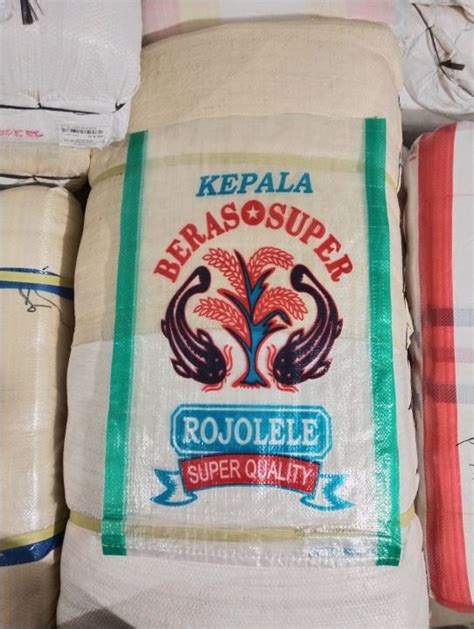 KEPALA
BERAS SUPER
ROJOLELE
SUPER QUALITY